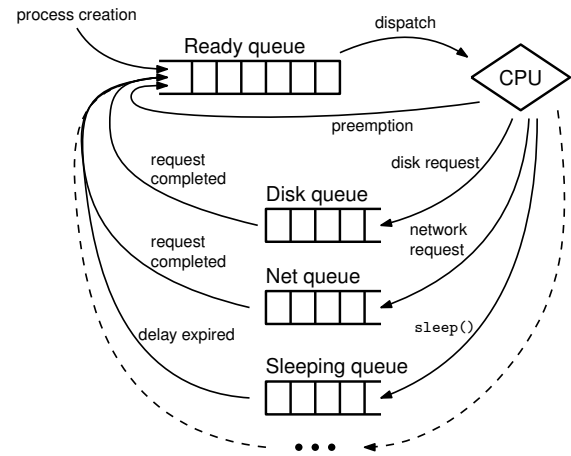 process creation
Ready queue
dispatch
CPU
preemption
request
completed
disk request
Disk queue
request
completed
network
request
Net queue
delay expired
sleep()
Sleeping queue